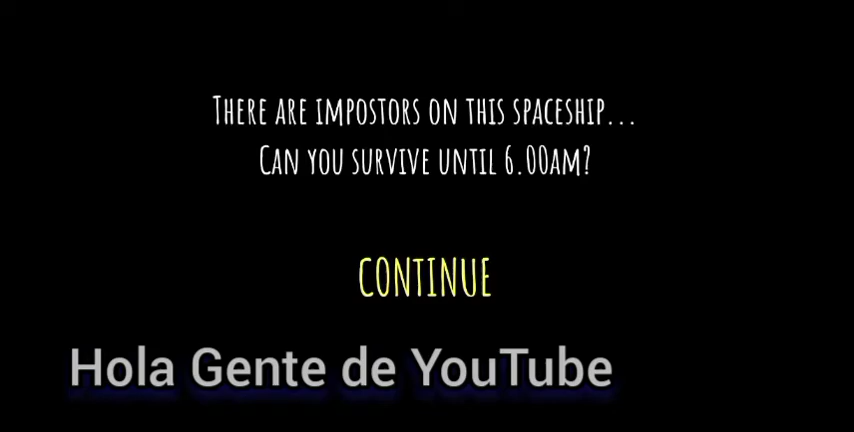 There are impostors on this spaceship...
Can you survive until 6.00am?
CONTINUE
Hola Gente de YouTube